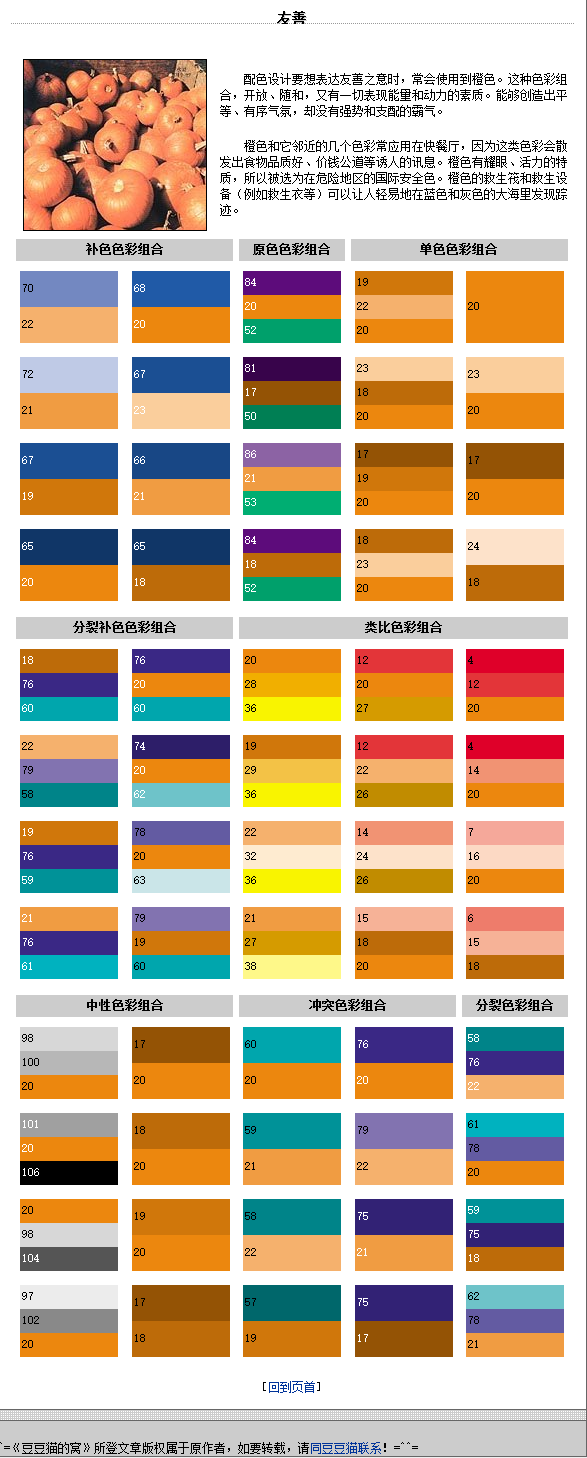 友善
配色设计要想表达友善之意时，常会使用到橙色。这种色彩组
合，开放、随和，又有一切表现能量和动力的素质。能够创造出平
等、有序气氛，却没有强势和支配的霸气。
橙色和它邻近的几个色彩常应用在快餐厅，因为这类色彩会散
发出食物品质好、价钱公道等诱人的讯息。橙色有耀眼、活力的特
质，所以被选为在危险地区的国际安全色。橙色的救生筏和救生设
备（例如救生衣等）可以让人轻易地在蓝色和灰色的大海里发现踪
迹。
补色色彩组合 原色色彩组合 单色色彩组合
70 68 84 19 20
22 20 20 22
52 20
72 67 81 23 23
21 23 17 18 20
50 20
67 68 86 17 17
19 21 21 19 20
53 20
65 65 84 18 24
20 18 18 23 18
52 20
分裂补色色彩组合 类比色彩组合
18 76 20 12 4
76 20 28 20 12
60 60 36 27 20
22 74 19 12 4
79 20 29 22 14
58 62 36 26 20
19 78 22 14 7
76 20 32 24 16
59 63 36 26 20
21 79 21 15 6
76 19 27 18 15
61 60 38 20 18
中性色彩组合 冲突色彩组合 分裂色彩组合
98 17 60 76 58
100 20 20 20 76
20 22
101 18 59 79 61
20 20 21 22 78
106 20
20 19 58 75 59
98 20 22 21 75
104 18
97 17 57 75 62
102 18 19 17 78
20 21
[回到页首]
^=《豆豆猫的窝》所登文章版权属于原作者，如要转载，请同豆豆猫联系！=^^=